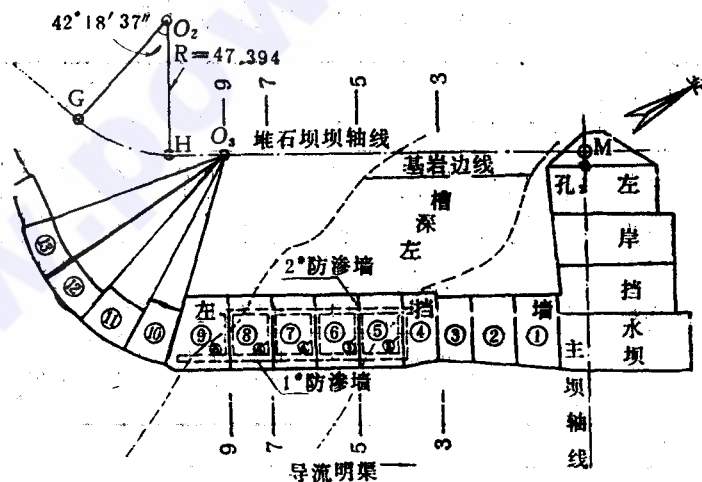 42°18′37″
O₂
R=47.394
G
H
O₃
9
7
5
3
堆石坝坝轴线
基岩边线
左深槽
M
孔
左岸挡水坝
主坝轴线
2#防渗墙
左
挡
墙
⑬
⑫
⑪
⑩
⑨
⑧
⑦
⑥
⑤
④
③
②
①
1#防渗墙
9
7
5
3
导流明渠